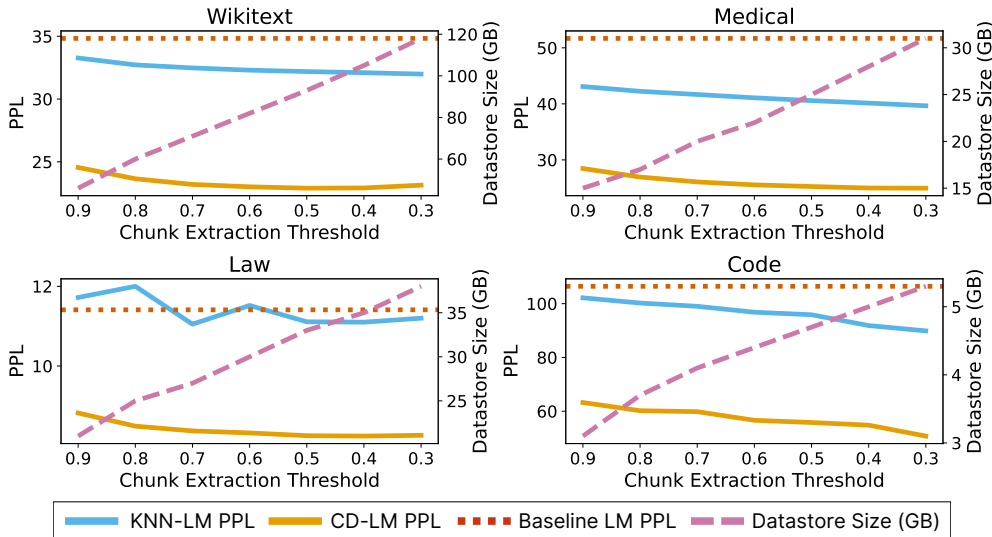 Wikitext
35
30
25
PPL
120
100
80
60
Datastore Size (GB)
0.9 0.8 0.7 0.6 0.5 0.4 0.3
Chunk Extraction Threshold
Medical
50
40
30
PPL
30
25
20
15
Datastore Size (GB)
0.9 0.8 0.7 0.6 0.5 0.4 0.3
Chunk Extraction Threshold
Law
12
10
PPL
35
30
25
Datastore Size (GB)
0.9 0.8 0.7 0.6 0.5 0.4 0.3
Chunk Extraction Threshold
Code
100
80
60
PPL
5
4
3
Datastore Size (GB)
0.9 0.8 0.7 0.6 0.5 0.4 0.3
Chunk Extraction Threshold
KNN-LM PPL CD-LM PPL Baseline LM PPL Datastore Size (GB)